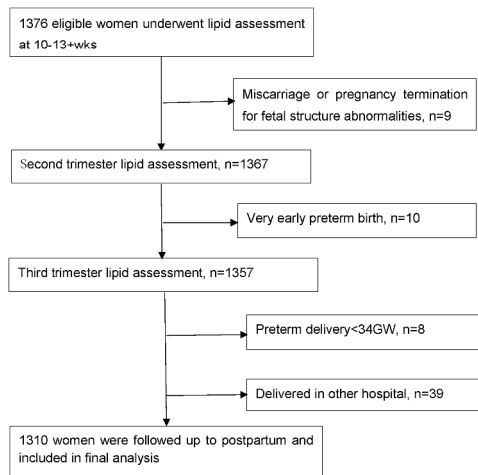 1376 eligible women underwent lipid assessment
at 10-13+wks
Miscarriage or pregnancy termination
for fetal structure abnormalities, n=9
Second trimester lipid assessment, n=1367
Very early preterm birth, n=10
Third trimester lipid assessment, n=1357
Preterm delivery<34GW, n=8
Delivered in other hospital, n=39
1310 women were followed up to postpartum and
included in final analysis